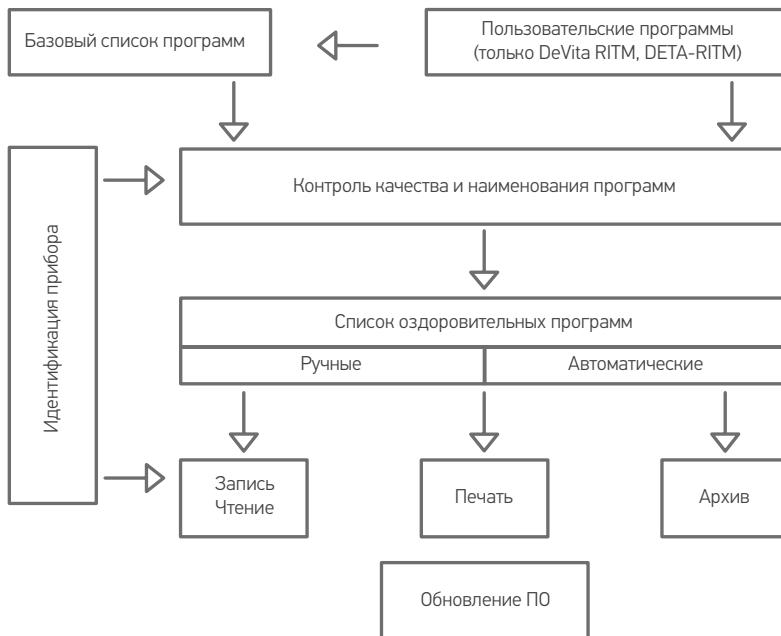 Базовый список программ
Пользовательские программы
(только DeVita RITM, DETA-RITM)
Идентификация прибора
Контроль качества и наименования программ
Список оздоровительных программ
Ручные
Автоматические
Запись
Чтение
Печать
Архив
Обновление ПО